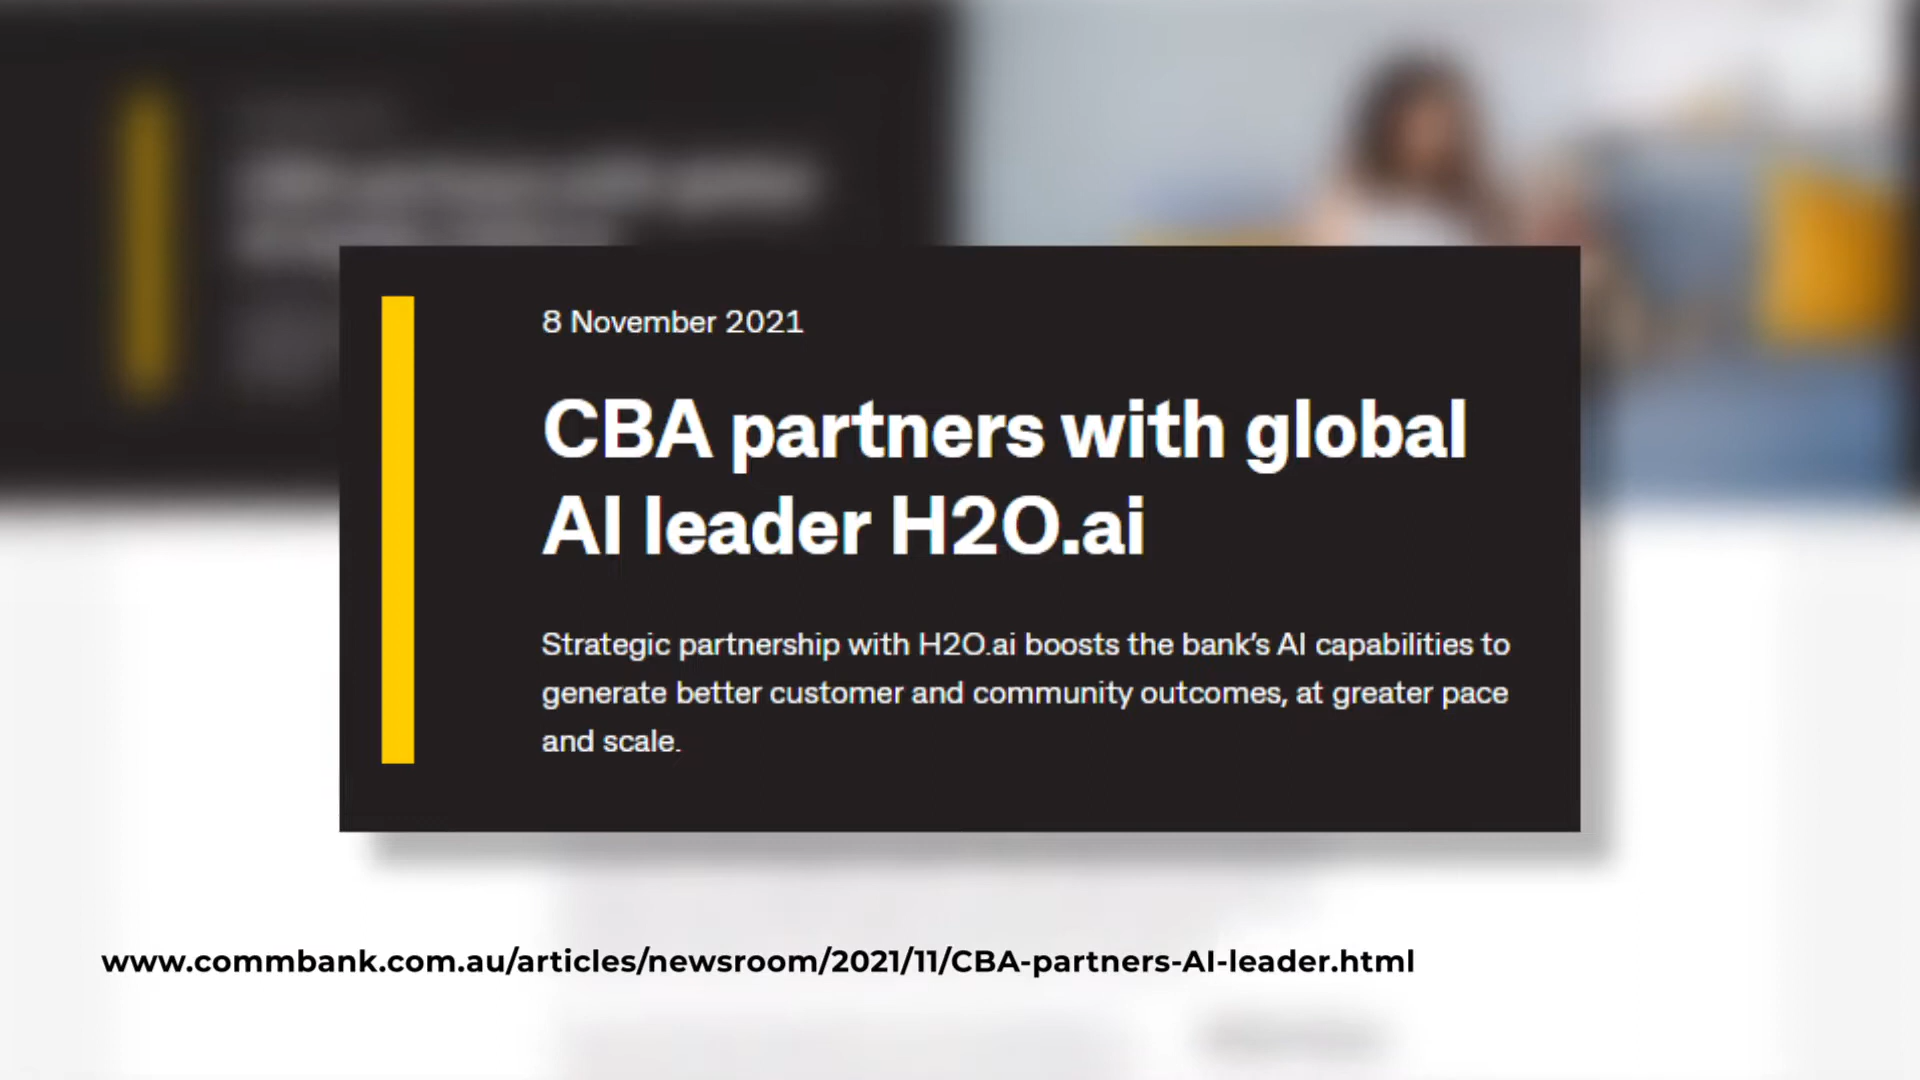 8 November 2021
CBA partners with global
AI leader H2O.ai
Strategic partnership with H2O.ai boosts the bank's AI capabilities to
generate better customer and community outcomes, at greater pace
and scale.
www.commbank.com.au/articles/newsroom/2021/11/CBA-partners-AI-leader.html